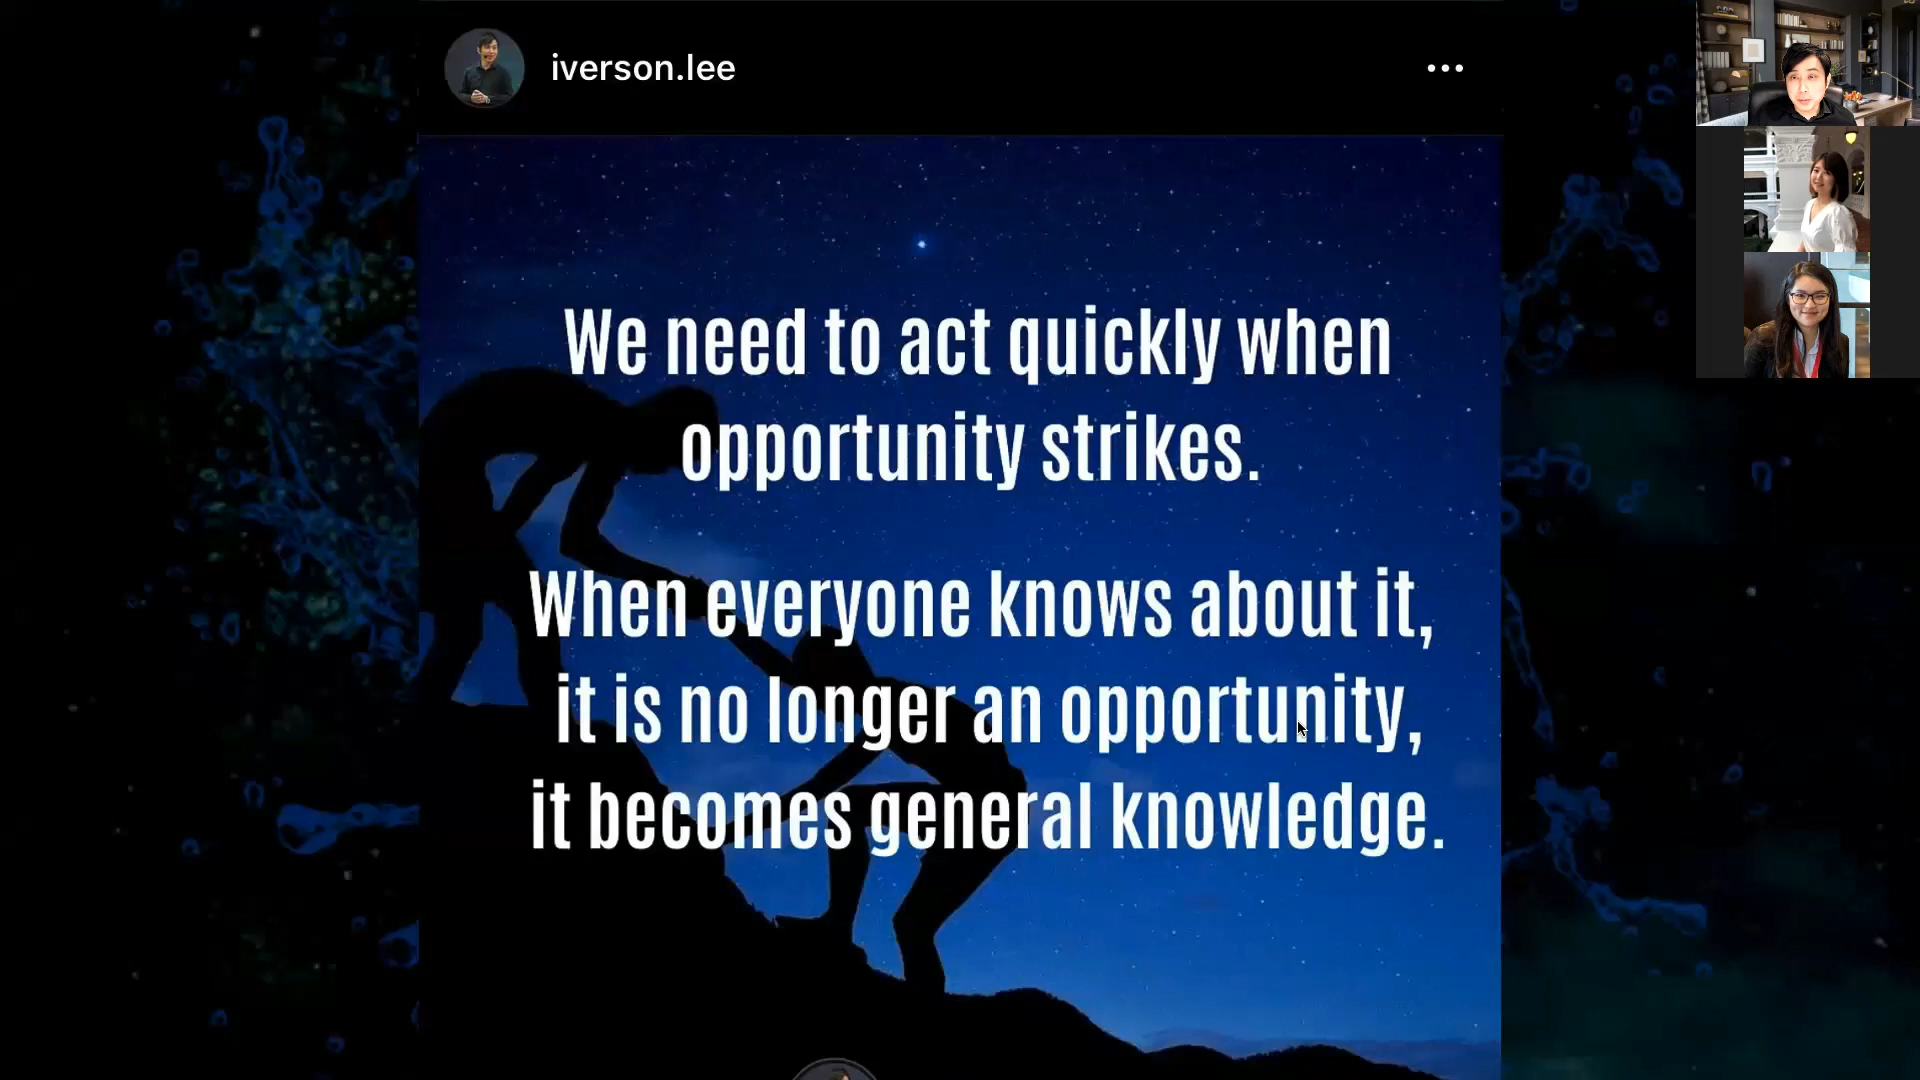 iverson.lee
We need to act quickly when
opportunity strikes.
When everyone knows about it,
it is no longer an opportunity,
it becomes general knowledge.